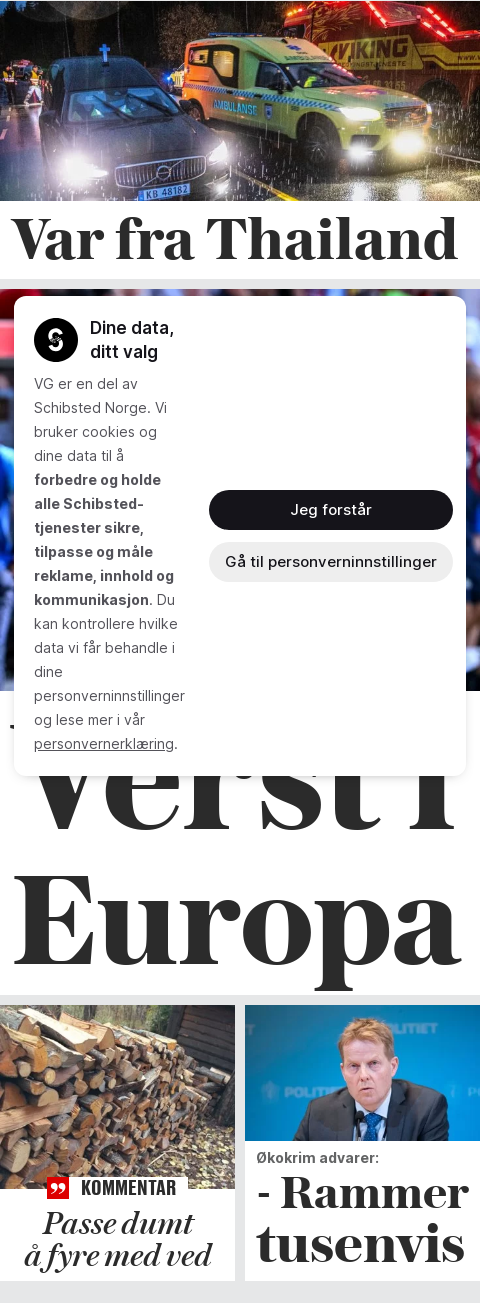 VIKING
AMBULANSE
AMBULANSE
KB 48182
Var fra Thailand
Dine data,
ditt valg
VG er en del av
Schibsted Norge. Vi
bruker cookies og
dine data til å
forbedre og holde
alle Schibsted-
tjenester sikre,
tilpasse og måle
reklame, innhold og
kommunikasjon. Du
kan kontrollere hvilke
data vi får behandle i
dine
personverninnstillinger
og lese mer i vår
personvernerklæring.
Jeg forstår
Gå til personverninnstillinger
Verst i
Europa
KOMMENTAR
Passe dumt
å fyre med ved
POLITIET
POLITIET
Økokrim advarer:
- Rammer
tusenvis